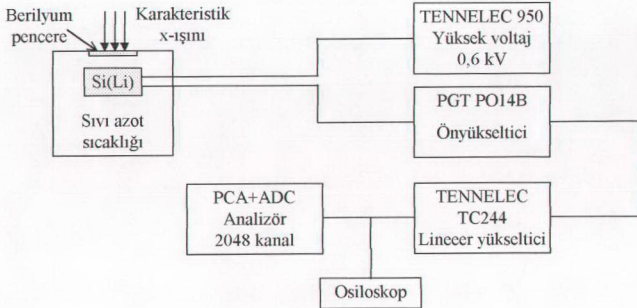 Berilyum
pencere
Karakteristik
x-ışını
Si(Li)
Sıvı azot
sıcaklığı
TENNELEC 950
Yüksek voltaj
0,6 kV
PGT PO14B
Önyükseltici
PCA+ADC
Analizör
2048 kanal
TENNELEC
TC244
Lineeer yükseltici
Osiloskop